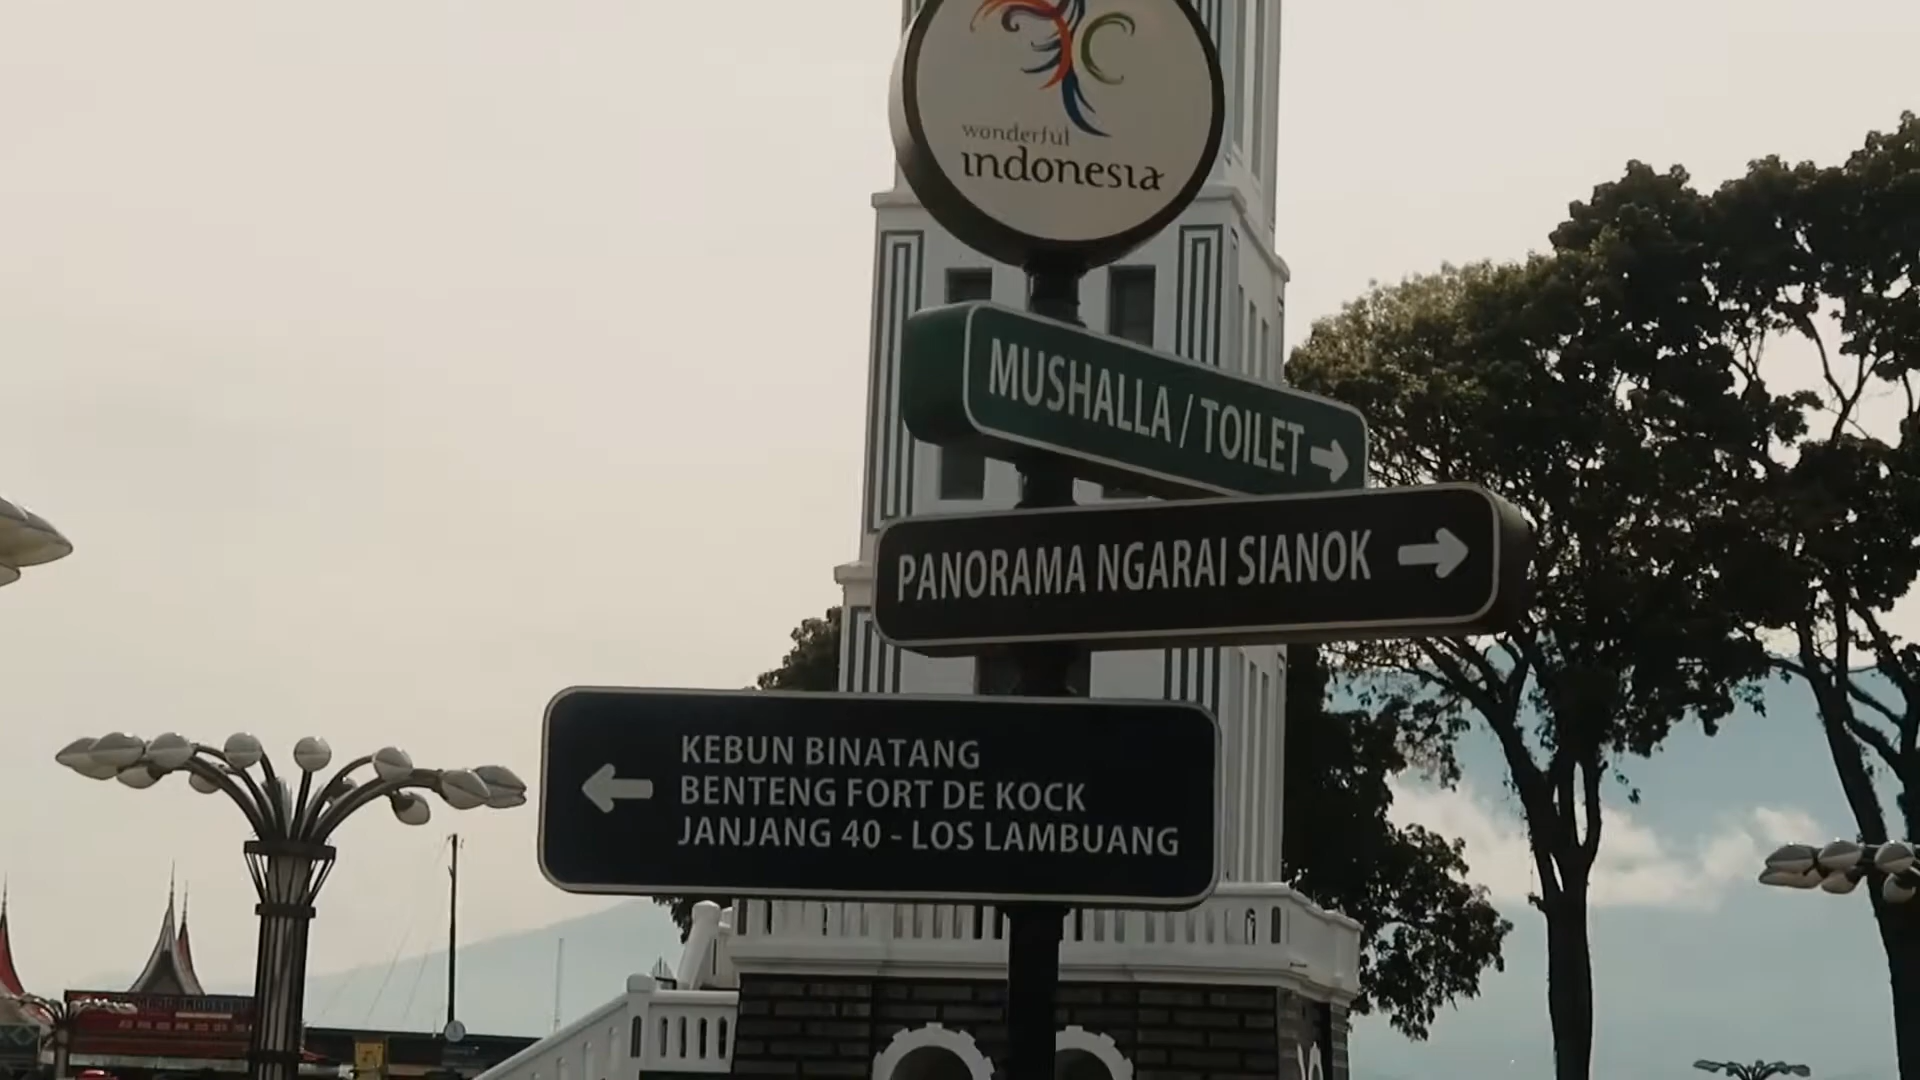 wonderful
indonesia
MUSHALLA / TOILET
PANORAMA NGARAI SIANOK
KEBUN BINATANG
BENTENG FORT DE KOCK
JANJANG 40 - LOS LAMBUANG